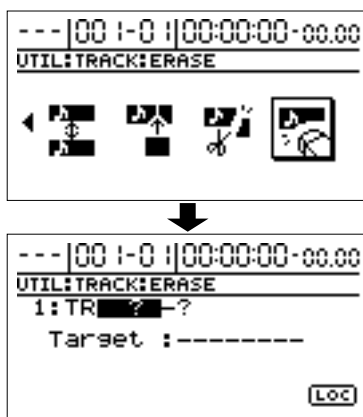 ---|001-01|00:00:00-00.00
UTIL:TRACK:ERASE
---|001-01|00:00:00-00.00
UTIL:TRACK:ERASE
1:TR ? -?
Target :--------
LOC